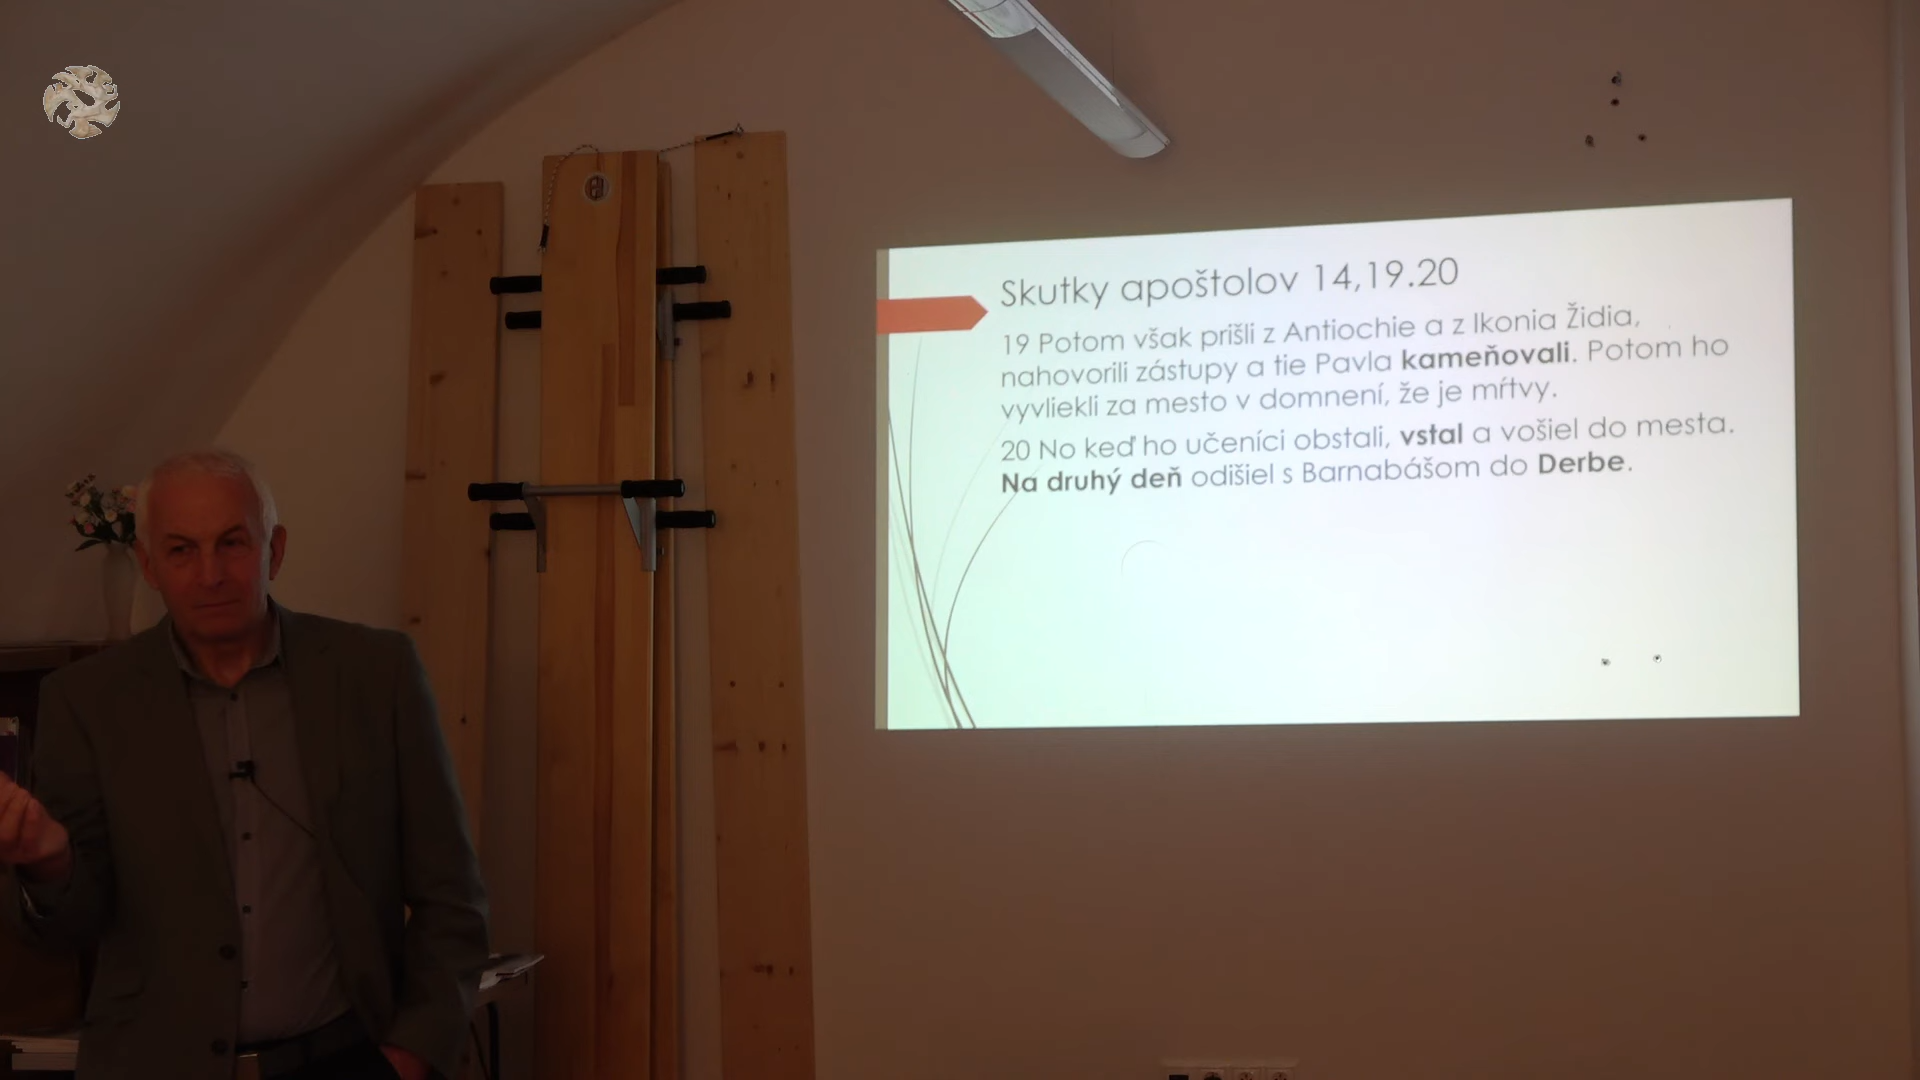 Skutky apoštolov 14,19.20
19 Potom však prišli z Antiochie a z Ikonia Židia,
nahovorili zástupy a tie Pavla kameňovali. Potom ho
vyvliekli za mesto v domnení, že je mŕtvy.
20 No keď ho učeníci obstali, vstal a vošiel do mesta.
Na druhý deň odišiel s Barnabášom do Derbe.